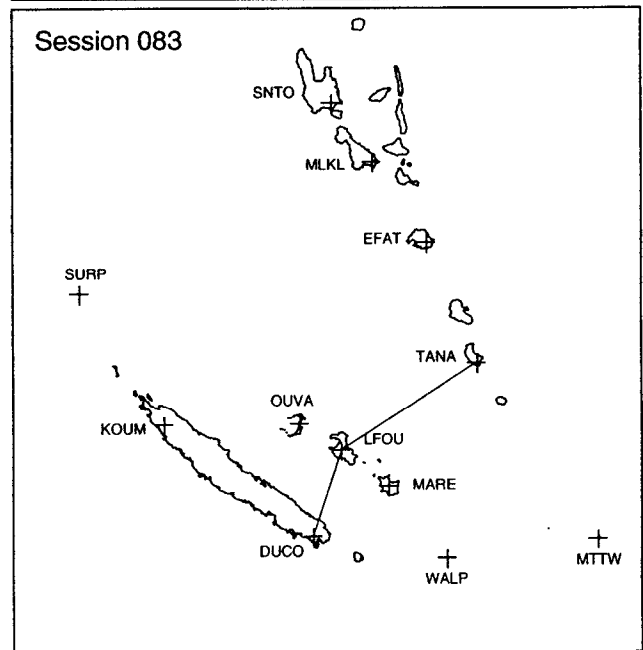 Session 083
SNTO
MLKL
EFAT
SURP
TANA
OUVA
KOUM
LFOU
MARE
DUCO
WALP
MTTW